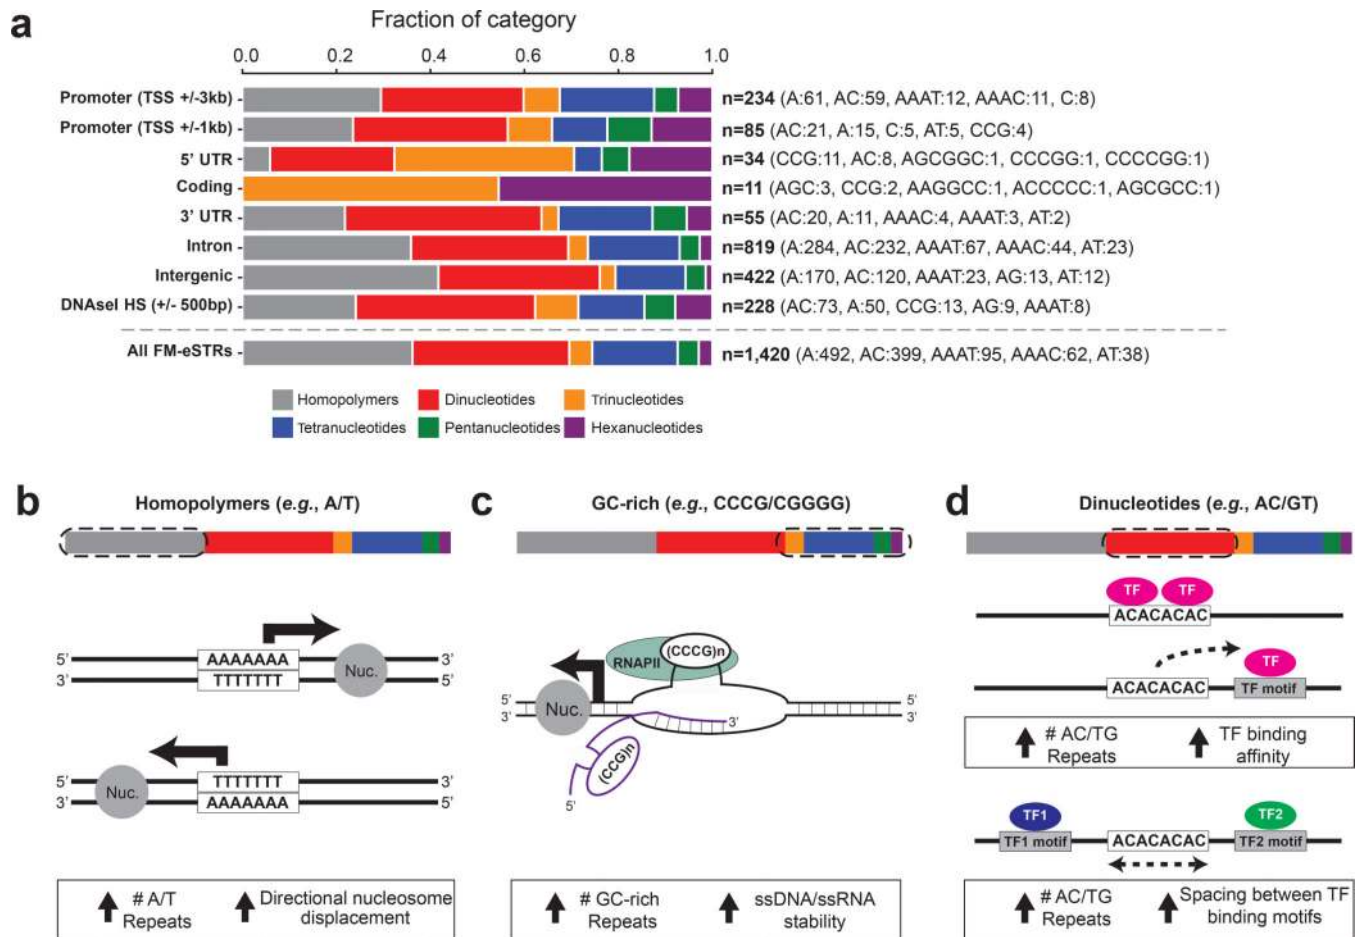 a
Fraction of category
0.0 0.2 0.4 0.6 0.8 1.0
Promoter (TSS +/-3kb) - n=234 (A:61, AC:59, AAAT:12, AAAC:11, C:8)
Promoter (TSS +/-1kb) - n=85 (AC:21, A:15, C:5, AT:5, CCG:4)
5' UTR - n=34 (CCG:11, AC:8, AGCGGC:1, CCCGG:1, CCCCGG:1)
Coding - n=11 (AGC:3, CCG:2, AAGGCC:1, ACCCCC:1, AGCGCC:1)
3' UTR - n=55 (AC:20, A:11, AAAC:4, AAAT:3, AT:2)
Intron - n=819 (A:284, AC:232, AAAT:67, AAAC:44, AT:23)
Intergenic - n=422 (A:170, AC:120, AAAT:23, AG:13, AT:12)
DNAseI HS (+/- 500bp) - n=228 (AC:73, A:50, CCG:13, AG:9, AAAT:8)
All FM-eSTRs - n=1,420 (A:492, AC:399, AAAT:95, AAAC:62, AT:38)
Homopolymers Dinucleotides Trinucleotides
Tetranucleotides Pentanucleotides Hexanucleotides
b Homopolymers (e.g., A/T)
5' AAAAAAA 3'
3' TTTTTTT Nuc. 5'
5' TTTTTTT 3'
3' Nuc. AAAAAAA 5'
# A/T
Repeats
Directional nucleosome
displacement
c GC-rich (e.g., CCCG/CGGGG)
RNAPII (CCCG)n
5' Nuc. 5'
3' 3' 3'
(CCG)n
5'
# GC-rich
Repeats
ssDNA/ssRNA
stability
d Dinucleotides (e.g., AC/GT)
TF TF
ACACACAC
TF
ACACACAC TF motif
# AC/TG
Repeats
TF binding
affinity
TF1 TF2
TF1 motif ACACACAC TF2 motif
# AC/TG
Repeats
Spacing between TF
binding motifs